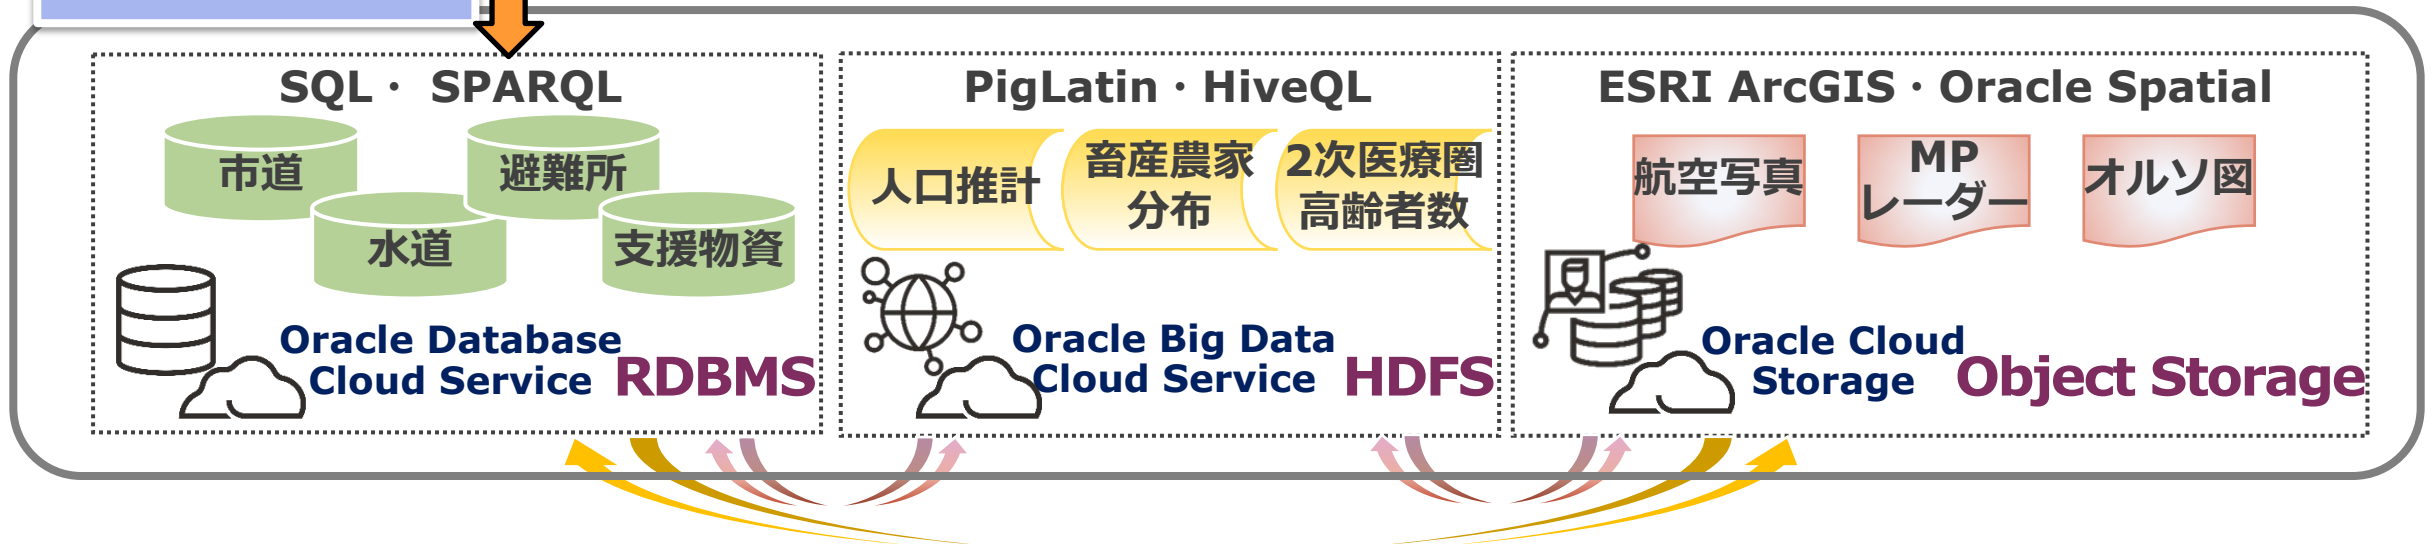 SQL・ SPARQL
市道
避難所
水道
支援物資
Oracle Database
Cloud Service
RDBMS
PigLatin・HiveQL
人口推計
畜産農家
分布
2次医療圏
高齢者数
Oracle Big Data
Cloud Service
HDFS
ESRI ArcGIS・Oracle Spatial
航空写真
MP
レーダー
オルソ図
Oracle Cloud
Storage
Object Storage